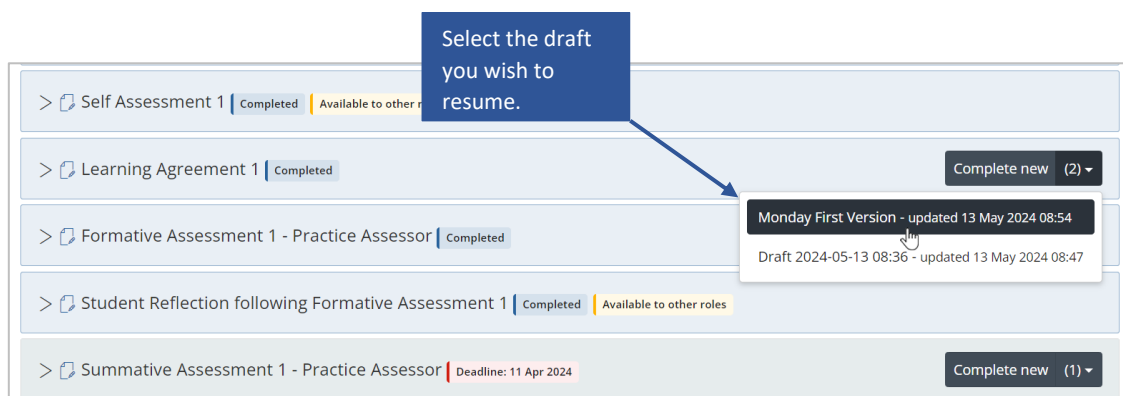 Select the draft
you wish to
resume.
Self Assessment 1 Completed Available to other
Learning Agreement 1 Completed Complete new (2)
Monday First Version - updated 13 May 2024 08:54
Formative Assessment 1 - Practice Assessor Completed
Draft 2024-05-13 08:36 - updated 13 May 2024 08:47
Student Reflection following Formative Assessment 1 Completed Available to other roles
Summative Assessment 1 - Practice Assessor Deadline: 11 Apr 2024 Complete new (1)